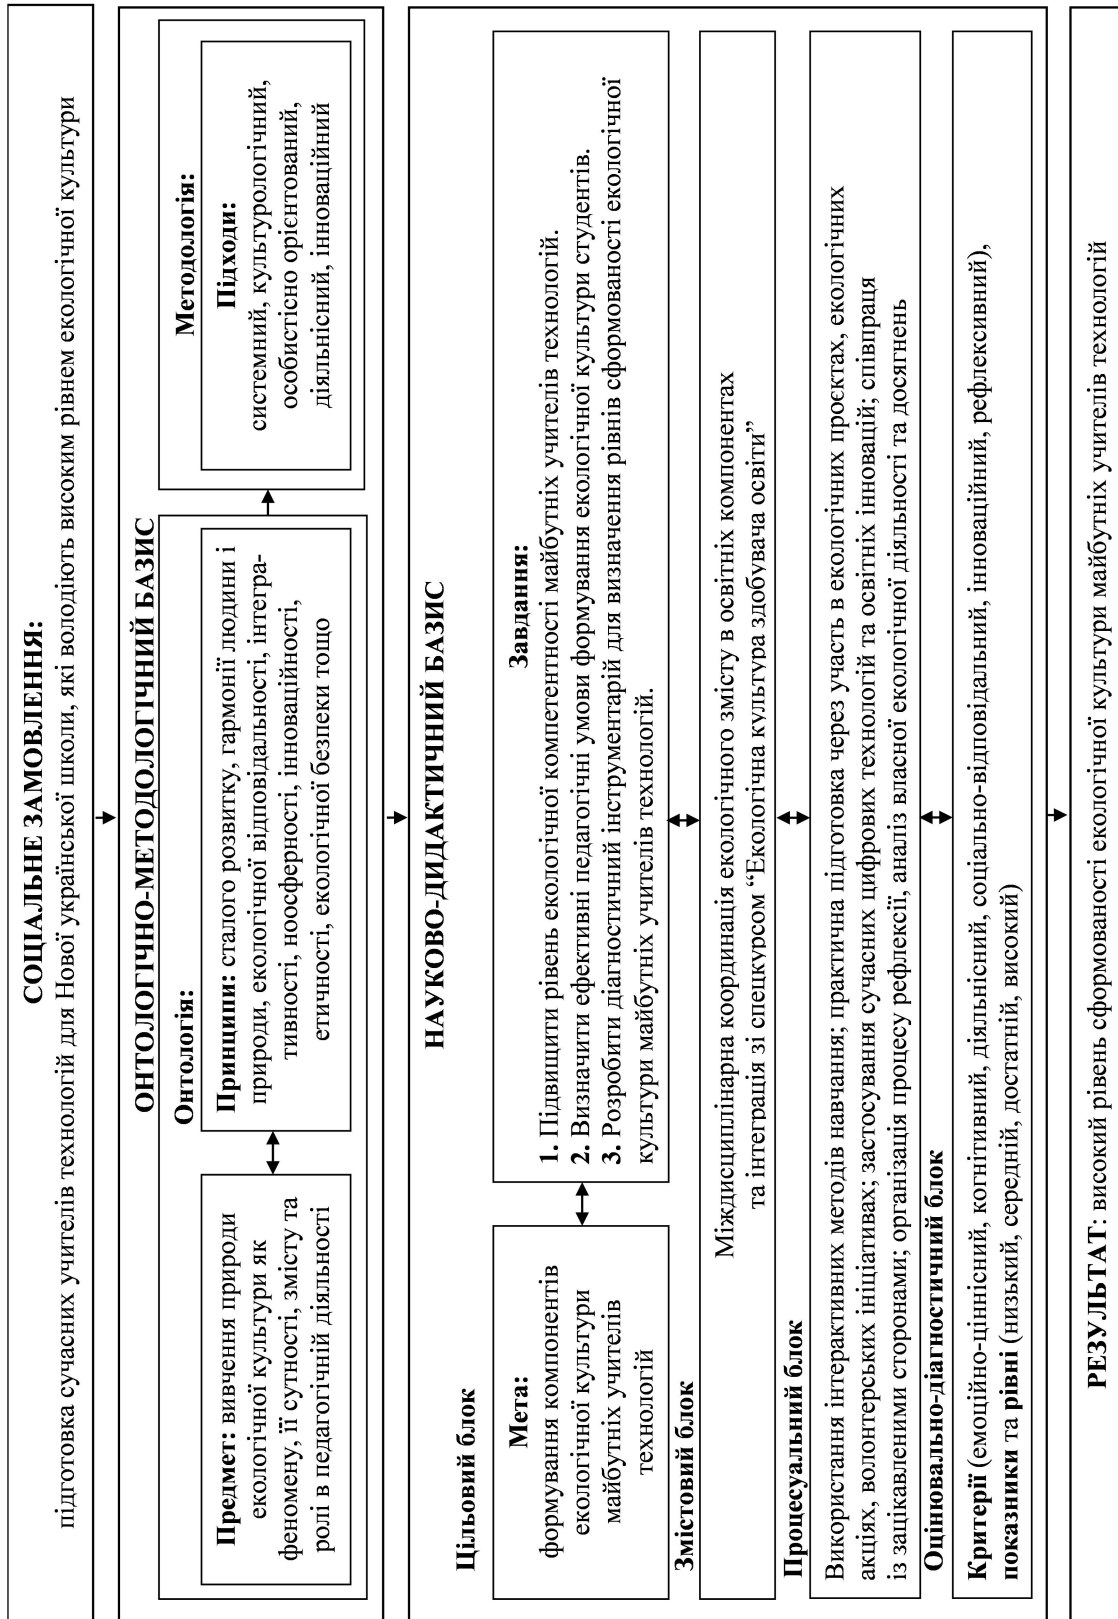 СОЦІАЛЬНЕ ЗАМОВЛЕННЯ:
підготовка сучасних учителів технологій для Нової української школи, які володіють високим рівнем екологічної культури
ОНТОЛОГІЧНО-МЕТОДОЛОГІЧНИЙ БАЗИС
Онтологія:
Предмет: вивчення природи
екологічної культури як
феномену, її сутності, змісту та
ролі в педагогічній діяльності
Принципи: сталого розвитку, гармонії людини і
природи, екологічної відповідальності, інтегра-
тивності, ноосферності, інноваційності,
етичності, екологічної безпеки тощо
Методологія:
Підходи:
системний, культурологічний,
особистісно орієнтований,
діяльнісний, інноваційний
НАУКОВО-ДИДАКТИЧНИЙ БАЗИС
Цільовий блок
Мета:
формування компонентів
екологічної культури
майбутніх учителів
технологій
Завдання:
1. Підвищити рівень екологічної компетентності майбутніх учителів технологій.
2. Визначити ефективні педагогічні умови формування екологічної культури студентів.
3. Розробити діагностичний інструментарій для визначення рівнів сформованості екологічної
культури майбутніх учителів технологій.
Змістовий блок
Міждисциплінарна координація екологічного змісту в освітніх компонентах
та інтеграція зі спецкурсом “Екологічна культура здобувача освіти”
Процесуальний блок
Використання інтерактивних методів навчання; практична підготовка через участь в екологічних проєктах, екологічних
акціях, волонтерських ініціативах; застосування сучасних цифрових технологій та освітніх інновацій; співпраця
із зацікавленими сторонами; організація процесу рефлексії, аналіз власної екологічної діяльності та досягнень
Оцінювально-діагностичний блок
Критерії (емоційно-ціннісний, когнітивний, діяльнісний, соціально-відповідальний, інноваційний, рефлексивний),
показники та рівні (низький, середній, достатній, високий)
РЕЗУЛЬТАТ: високий рівень сформованості екологічної культури майбутніх учителів технологій